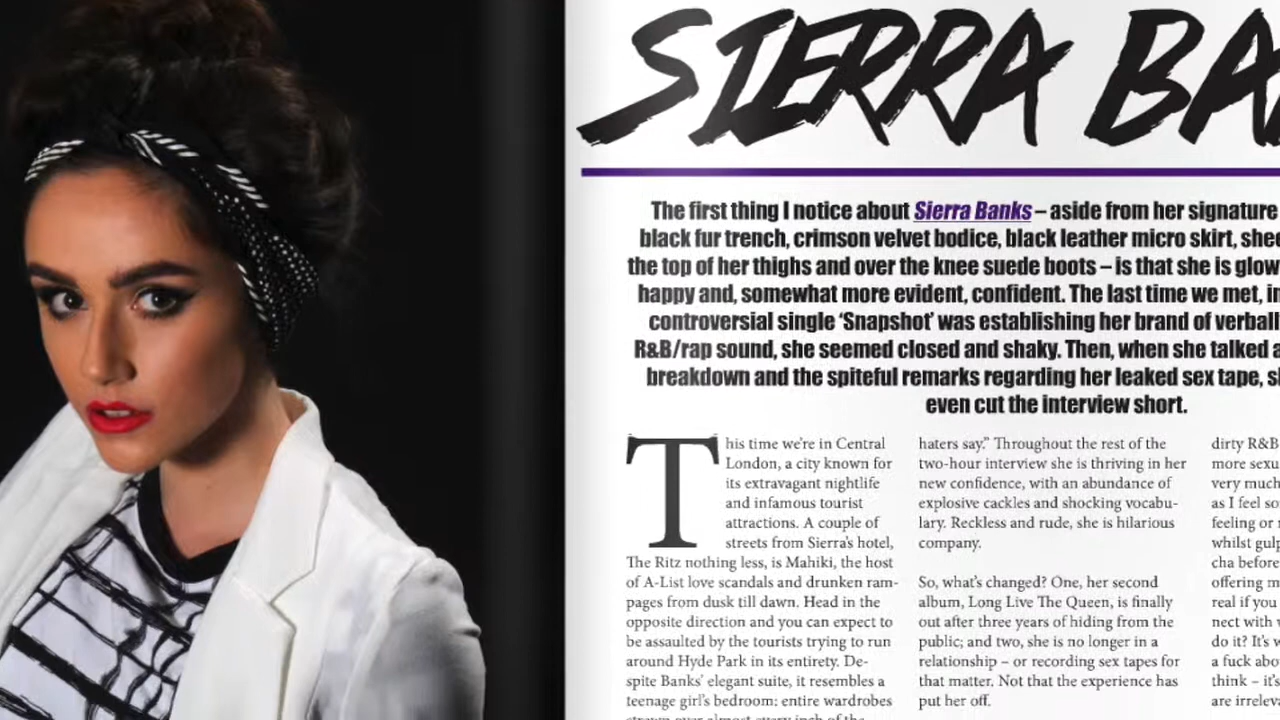 SIERRA BA
The first thing I notice about Sierra Banks – aside from her signature
black fur trench, crimson velvet bodice, black leather micro skirt,
the top of her thighs and over the knee suede boots – is that she is
happy and, somewhat more evident, confident. The last time we met,
controversial single ‘Snapshot’ was establishing her brand of
R&B/rap sound, she seemed closed and shaky. Then, when she talked
breakdown and the spiteful remarks regarding her leaked sex tape,
even cut the interview short.
This time we’re in Central
London, a city known for
its extravagant nightlife
and infamous tourist
attractions. A couple of
streets from Sierra’s hotel,
The Ritz nothing less, is Mahiki, the host
of A-List love scandals and drunken ram-
pages from dusk till dawn. Head in the
opposite direction and you can expect to
be assaulted by the tourists trying to run
around Hyde Park in its entirety. De-
spite Banks’ elegant suite, it resembles a
teenage girl’s bedroom: entire wardrobes
strewn over almost every inch of the
haters say.” Throughout the rest of the
two-hour interview she is thriving in her
new confidence, with an abundance of
explosive cackles and shocking vocabu-
lary. Reckless and rude, she is hilarious
company.
So, what’s changed? One, her second
album, Long Live The Queen, is finally
out after three years of hiding from the
public; and two, she is no longer in a
relationship – or recording sex tapes for
that matter. Not that the experience has
put her off.
dirty R&B
more
very much
as I feel
feeling or
whilst
cha before
offering
real if you
nect with
do it? It’s
a fuck
think – it’s
are